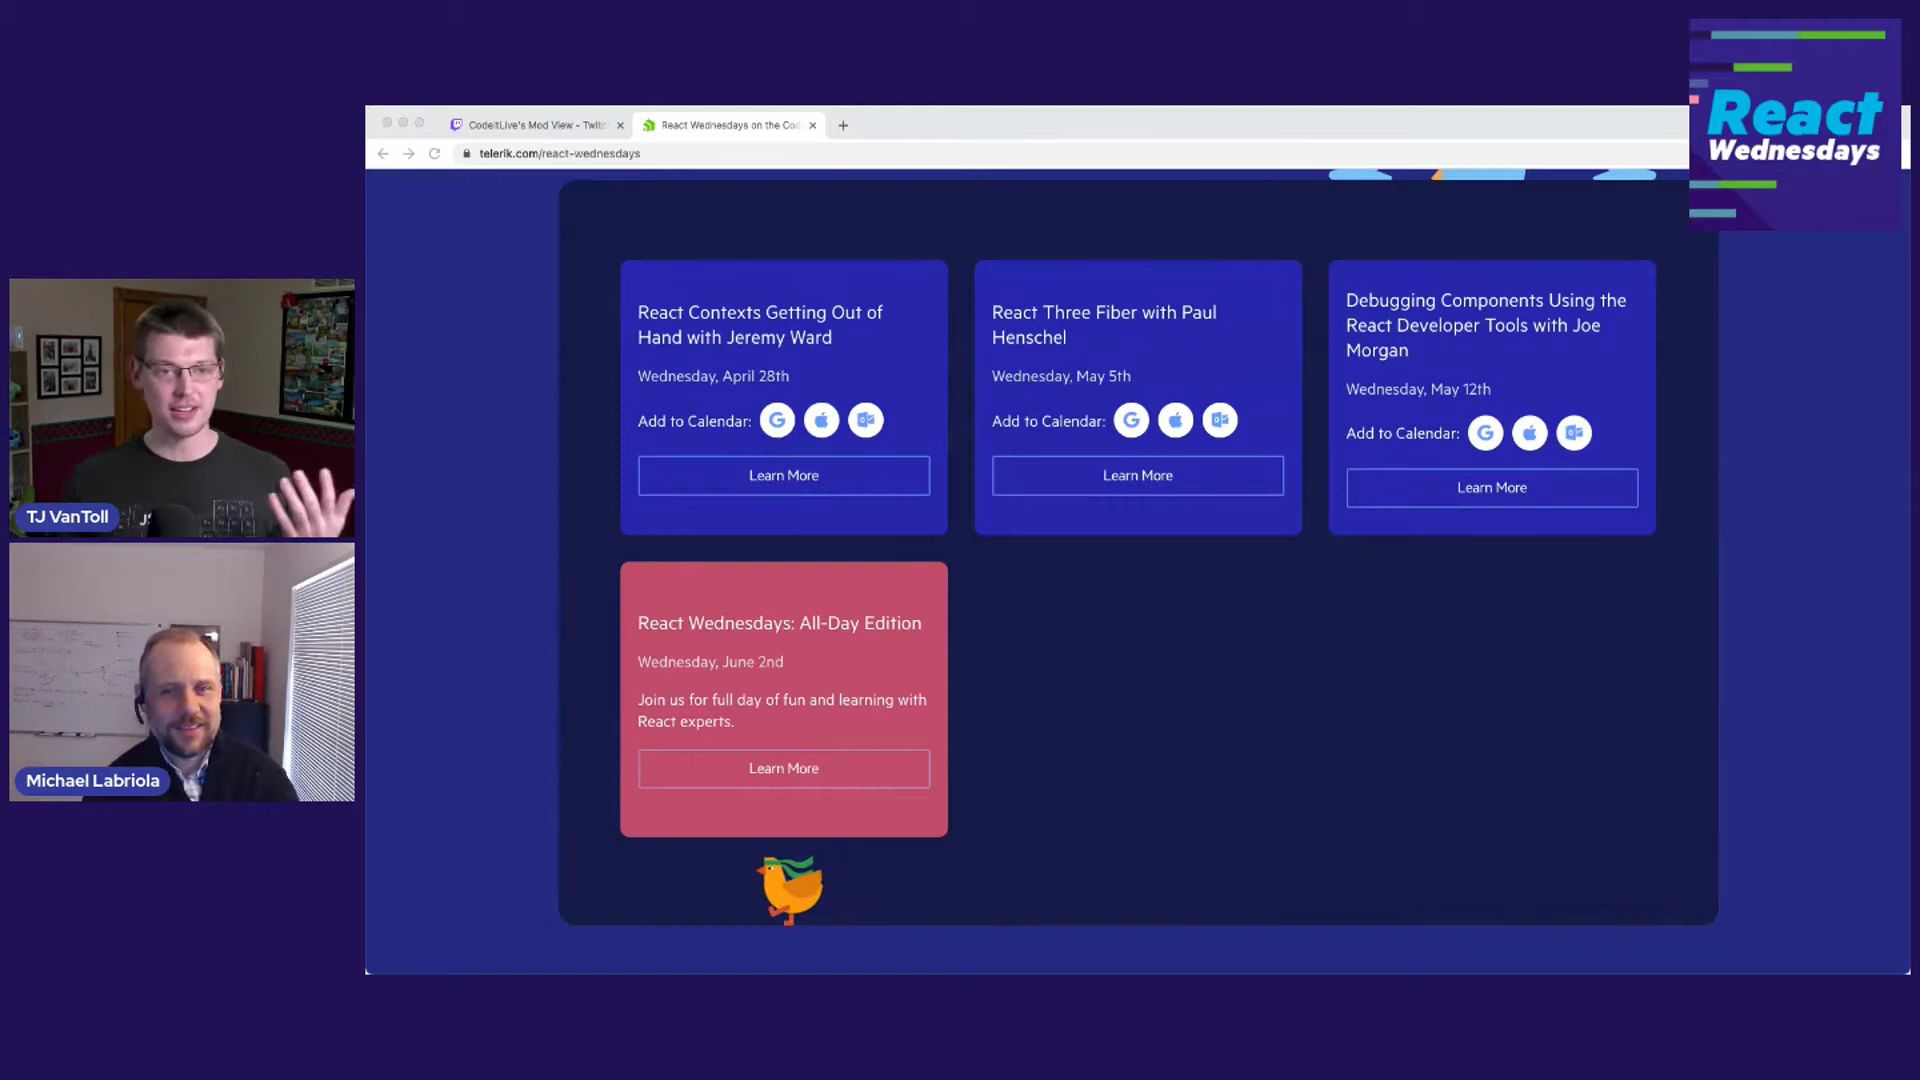 React
Wednesdays
CodeitLive's Mod View - Twitc
React Wednesdays on the Cod
telerik.com/react-wednesdays
React Contexts Getting Out of
Hand with Jeremy Ward
Wednesday, April 28th
Add to Calendar:
Learn More
React Three Fiber with Paul
Henschel
Wednesday, May 5th
Add to Calendar:
Learn More
Debugging Components Using the
React Developer Tools with Joe
Morgan
Wednesday, May 12th
Add to Calendar:
Learn More
React Wednesdays: All-Day Edition
Wednesday, June 2nd
Join us for full day of fun and learning with
React experts.
Learn More
TJ VanToll
Michael Labriola